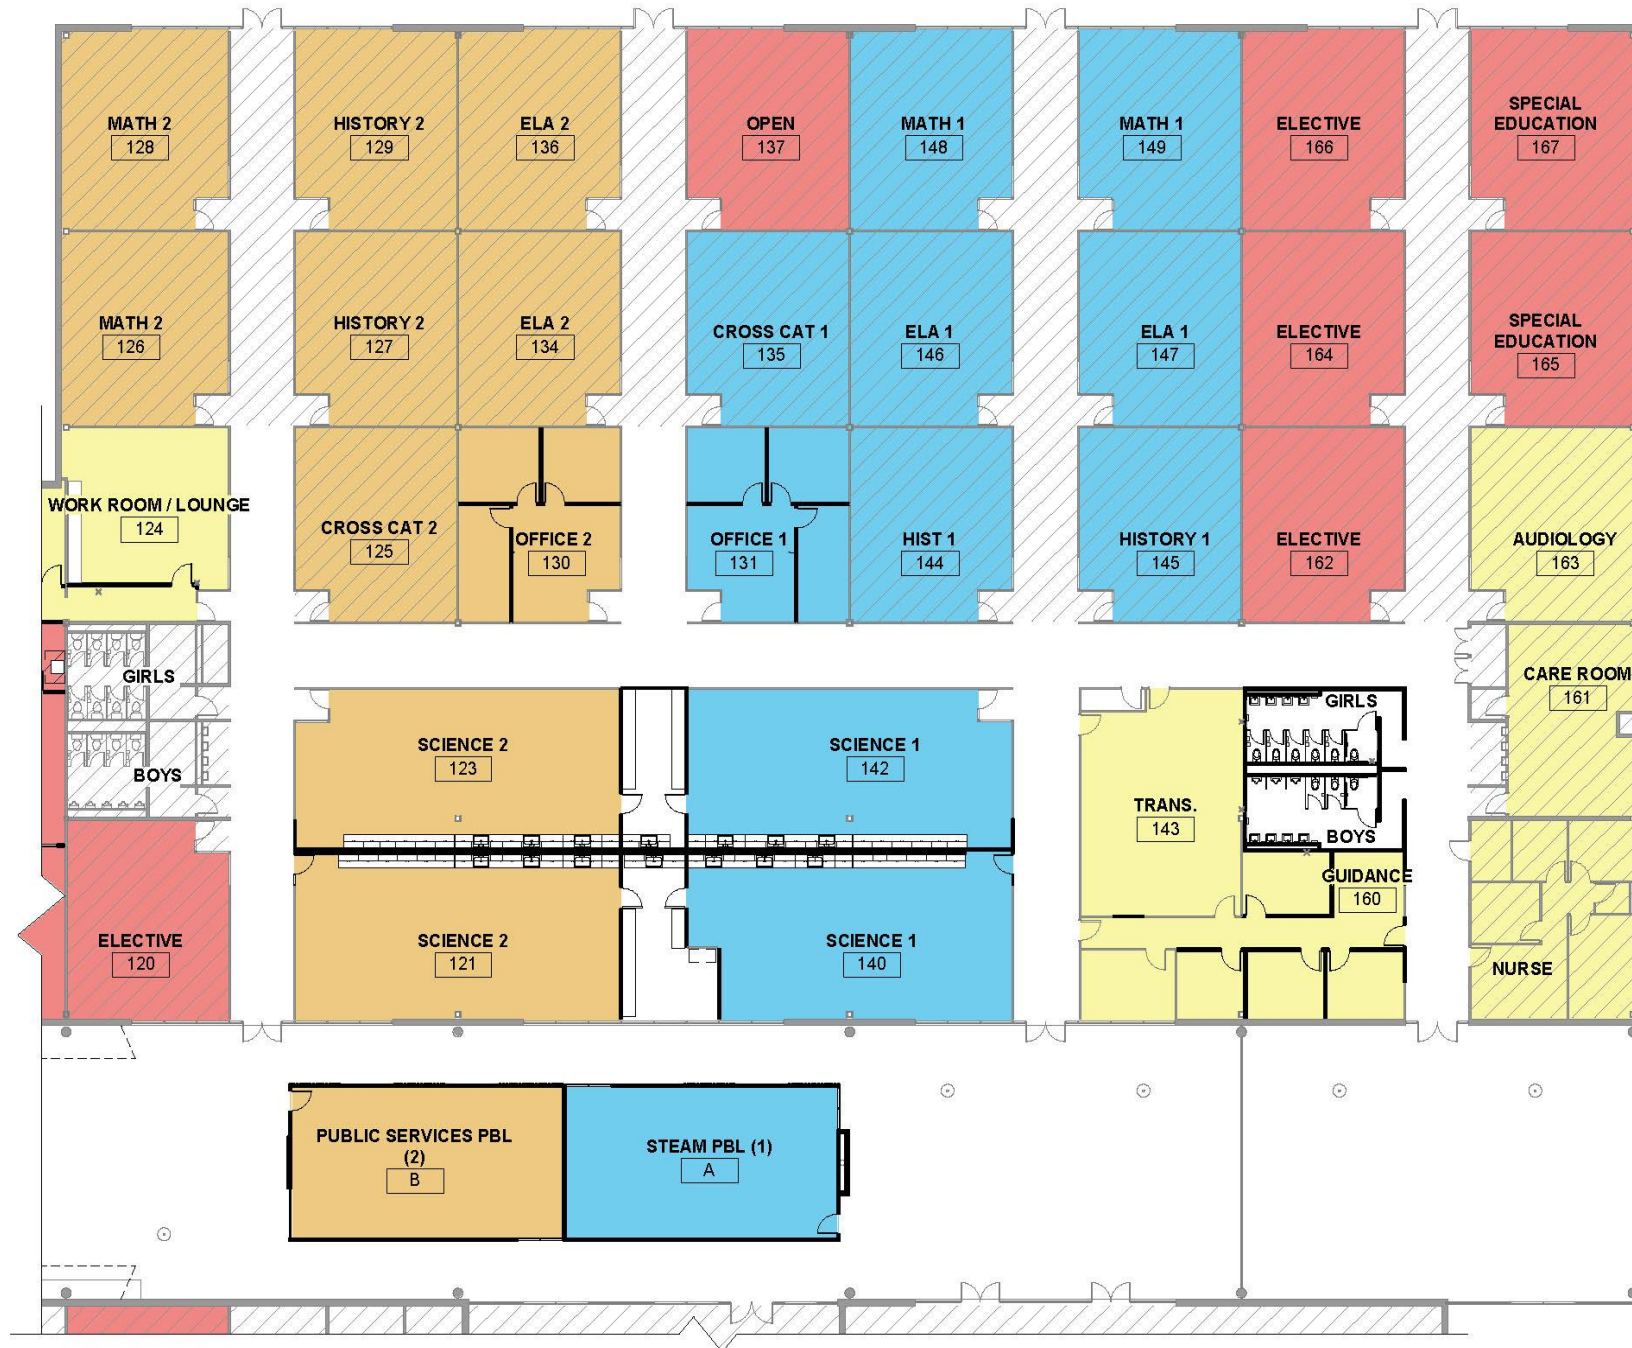 MATH 2
128
HISTORY 2
129
ELA 2
136
OPEN
137
MATH 1
148
MATH 1
149
ELECTIVE
166
SPECIAL
EDUCATION
167
MATH 2
126
HISTORY 2
127
ELA 2
134
CROSS CAT 1
135
ELA 1
146
ELA 1
147
ELECTIVE
164
SPECIAL
EDUCATION
165
WORK ROOM / LOUNGE
124
CROSS CAT 2
125
OFFICE 2
130
OFFICE 1
131
HIST 1
144
HISTORY 1
145
ELECTIVE
162
AUDIOLOGY
163
GIRLS
BOYS
SCIENCE 2
123
SCIENCE 1
142
TRANS.
143
GIRLS
BOYS
CARE ROOM
161
GUIDANCE
160
ELECTIVE
120
SCIENCE 2
121
SCIENCE 1
140
NURSE
PUBLIC SERVICES PBL
(2)
B
STEAM PBL (1)
A